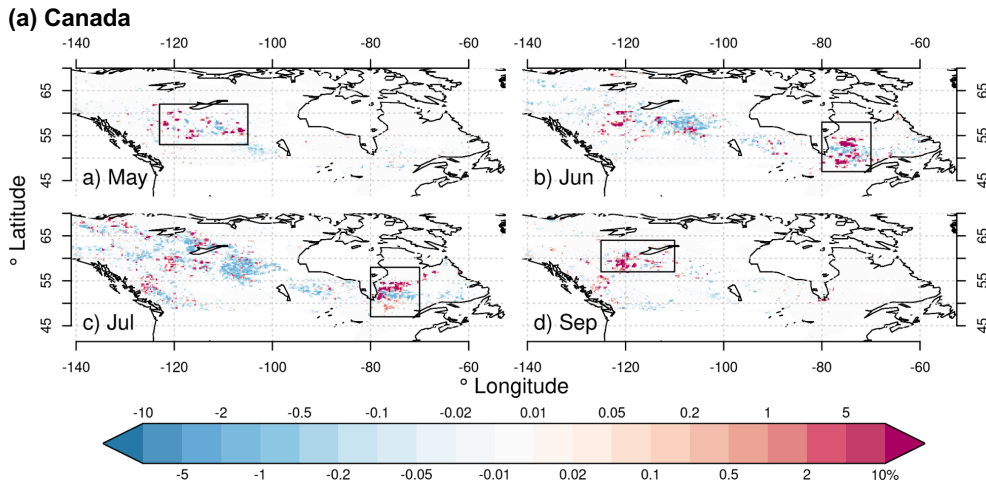 (a) Canada
-140 -120 -100 -80 -60 -140 -120 -100 -80 -60
65 55 45
a) May
b) Jun
65 55 45
° Latitude
65 55 45
c) Jul
d) Sep
65 55 45
-140 -120 -100 -80 -60 -140 -120 -100 -80 -60
° Longitude
-10 -2 -0.5 -0.1 -0.02 0.01 0.05 0.2 1 5
-5 -1 -0.2 -0.05 -0.01 0.02 0.1 0.5 2 10%